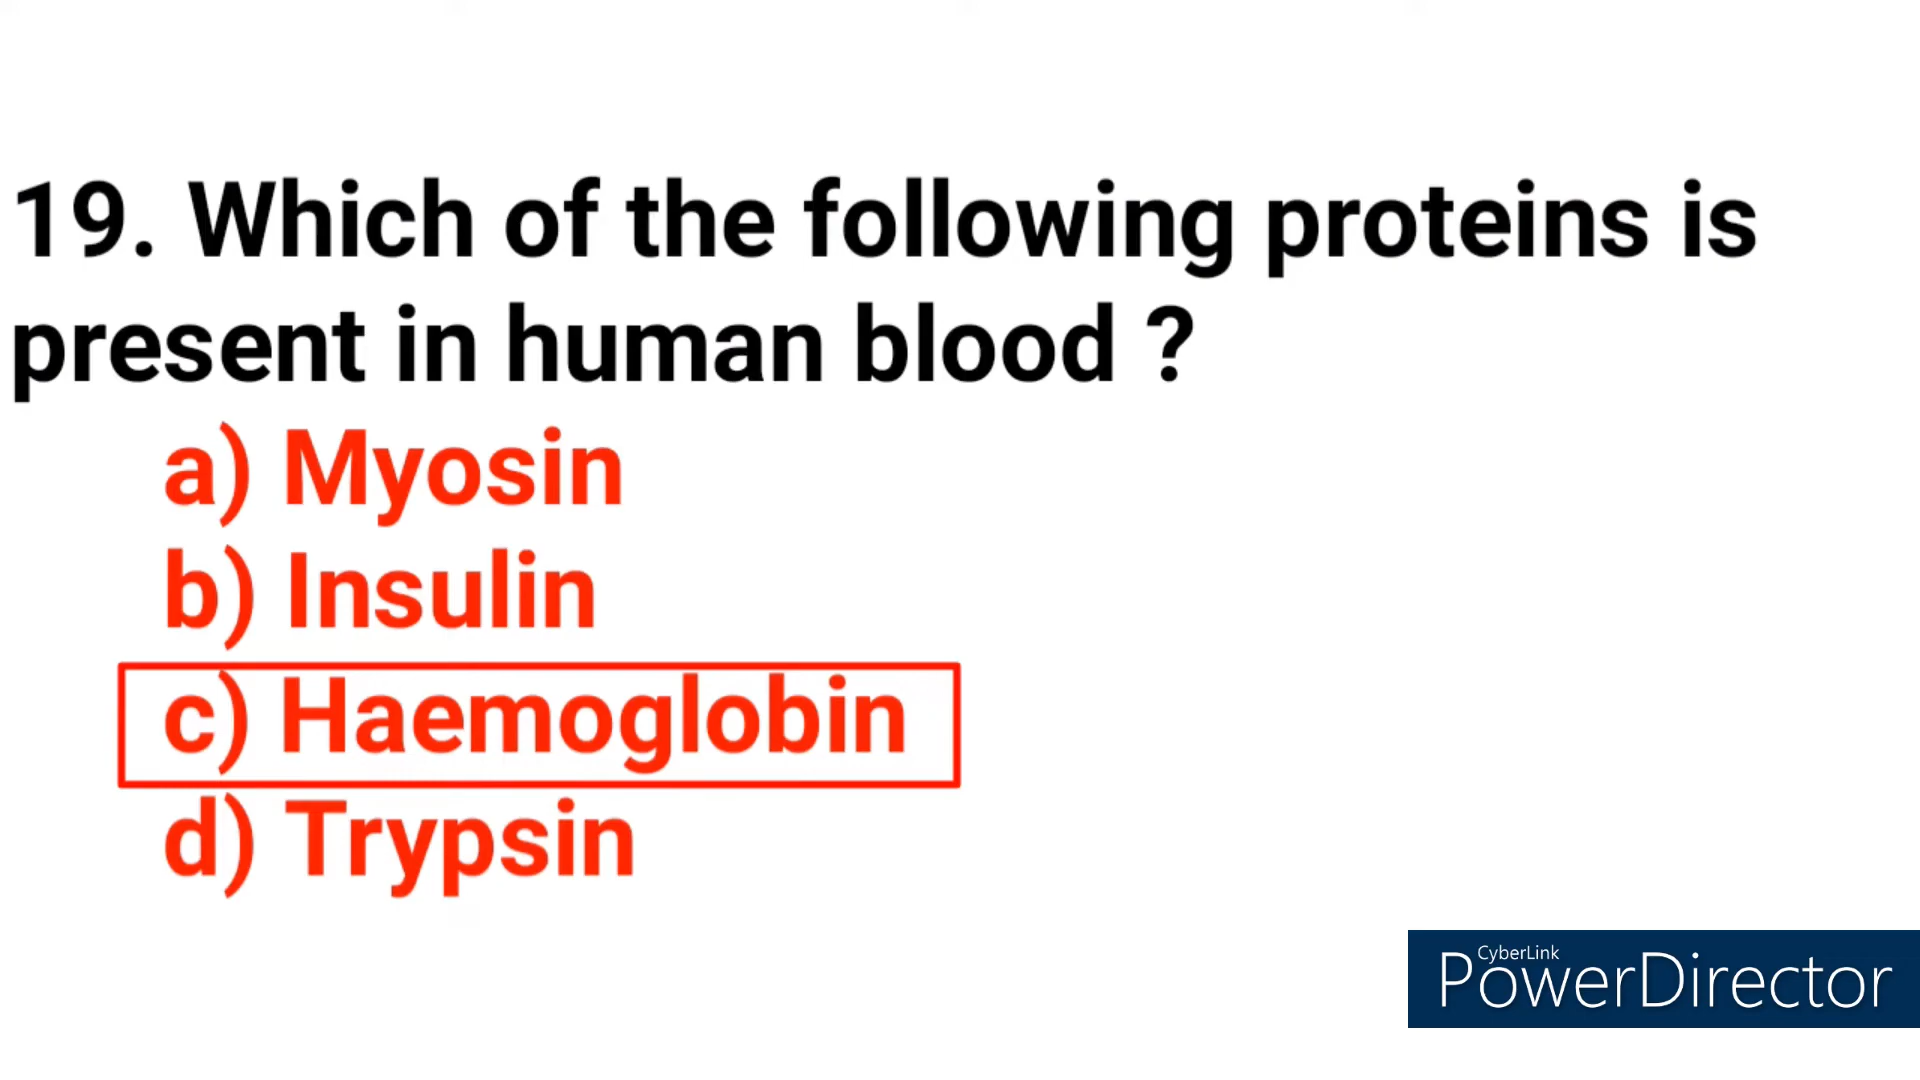 19. Which of the following proteins is
present in human blood ?
a) Myosin
b) Insulin
c) Haemoglobin
d) Trypsin
CyberLink
PowerDirector